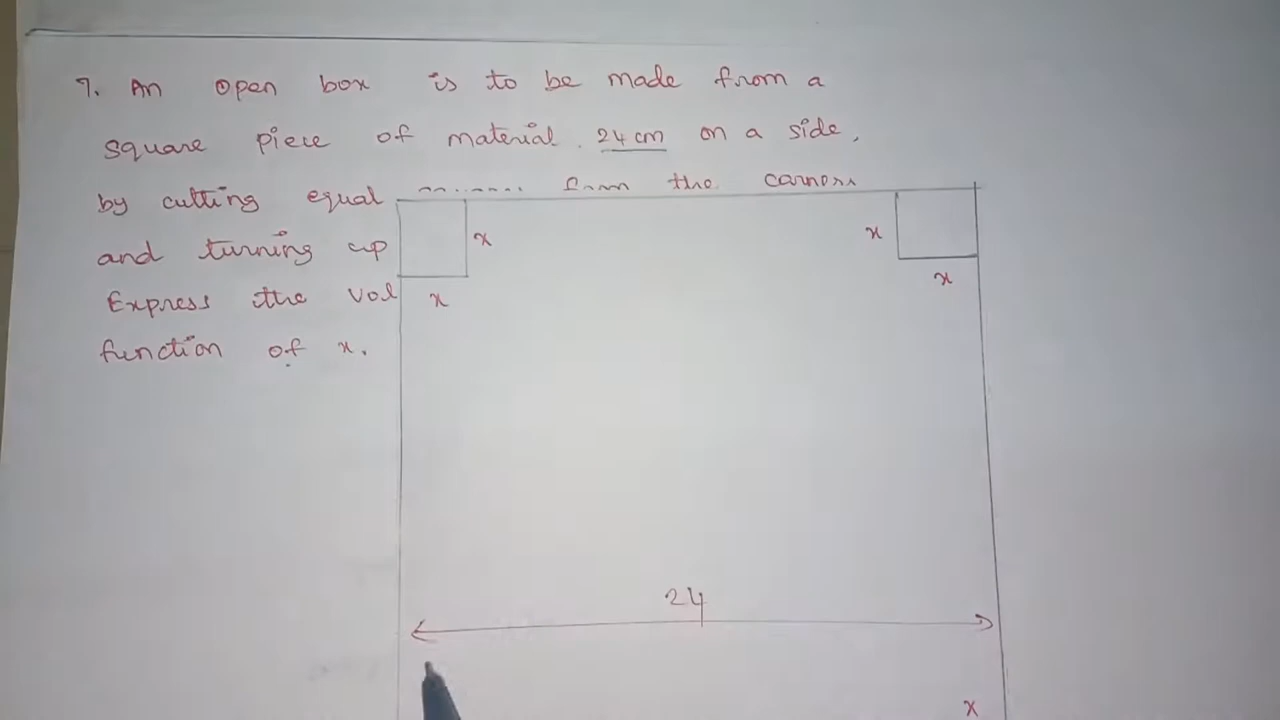 7. An open box is to be made from a
square piece of material 24 cm on a side,
by cutting equal from the corners
and turning up
Express the vol
function of x.
x
x
x
x
24
x